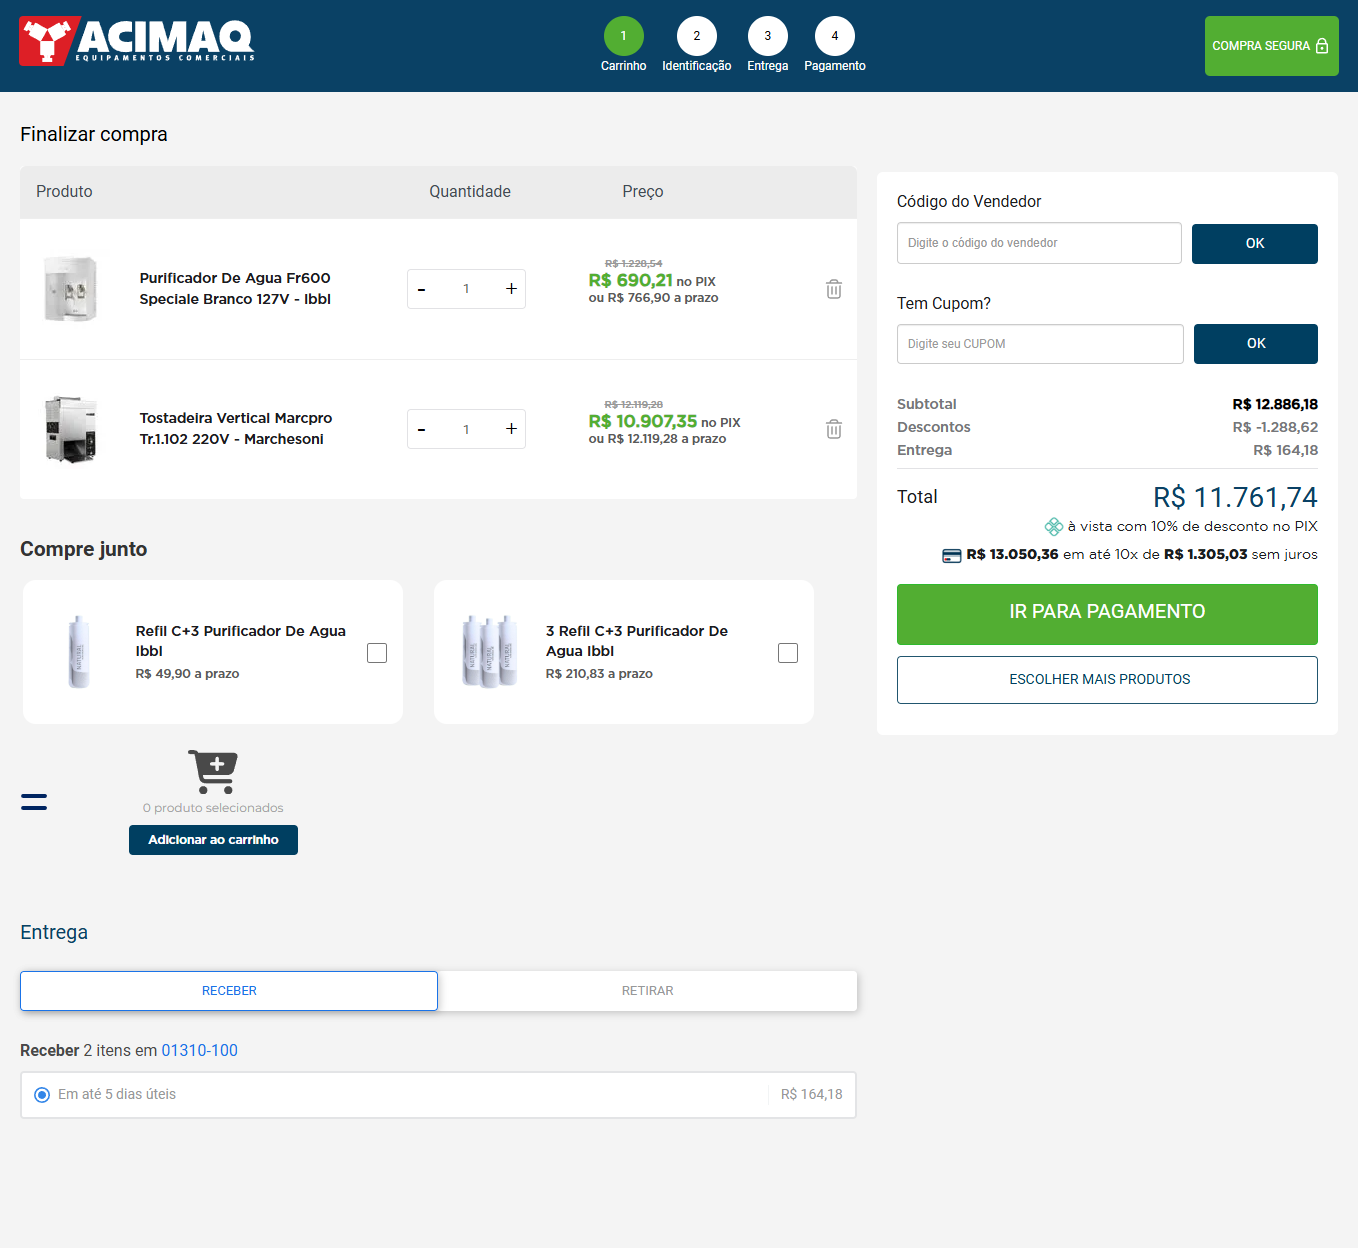 ACIMAQ
EQUIPAMENTOS COMERCIAIS
1
Carrinho
2
Identificação
3
Entrega
4
Pagamento
COMPRA SEGURA
Finalizar compra
Produto
Quantidade
Preço
Purificador De Agua Fr600
Speciale Branco 127V - Ibbl
-
1
+
R$ 1.228,54
R$ 690,21 no PIX
ou R$ 766,90 a prazo
Tostadeira Vertical Marcpro
Tr.1.102 220V - Marchesoni
-
1
+
R$ 12.119,28
R$ 10.907,35 no PIX
ou R$ 12.119,28 a prazo
Código do Vendedor
Digite o código do vendedor
OK
Tem Cupom?
Digite seu CUPOM
OK
Subtotal
R$ 12.886,18
Descontos
R$ -1.288,62
Entrega
R$ 164,18
Total
R$ 11.761,74
à vista com 10% de desconto no PIX
R$ 13.050,36 em até 10x de R$ 1.305,03 sem juros
IR PARA PAGAMENTO
ESCOLHER MAIS PRODUTOS
Compre junto
NATURAL
Refil C+3 Purificador De Agua
Ibbl
R$ 49,90 a prazo
NATURAL
NATURAL
NATURAL
3 Refil C+3 Purificador De
Agua Ibbl
R$ 210,83 a prazo
0 produto selecionados
Adicionar ao carrinho
Entrega
RECEBER
RETIRAR
Receber 2 itens em 01310-100
Em até 5 dias úteis
R$ 164,18